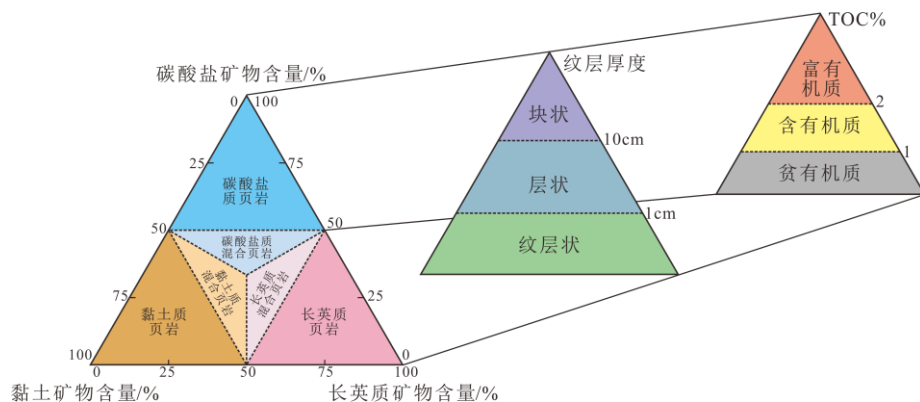 TOC%
富有
机质
2
含有机质
1
贫有机质
纹层厚度
块状
10cm
层状
1cm
纹层状
碳酸盐矿物含量/%
0
100
25
75
碳酸盐
质页岩
50
50
碳酸盐质
混合页岩
黏土质
混合页岩
长英质
混合页岩
75
25
黏土质
页岩
长英质
页岩
100
0
0
25
50
75
100
黏土矿物含量/%
长英质矿物含量/%